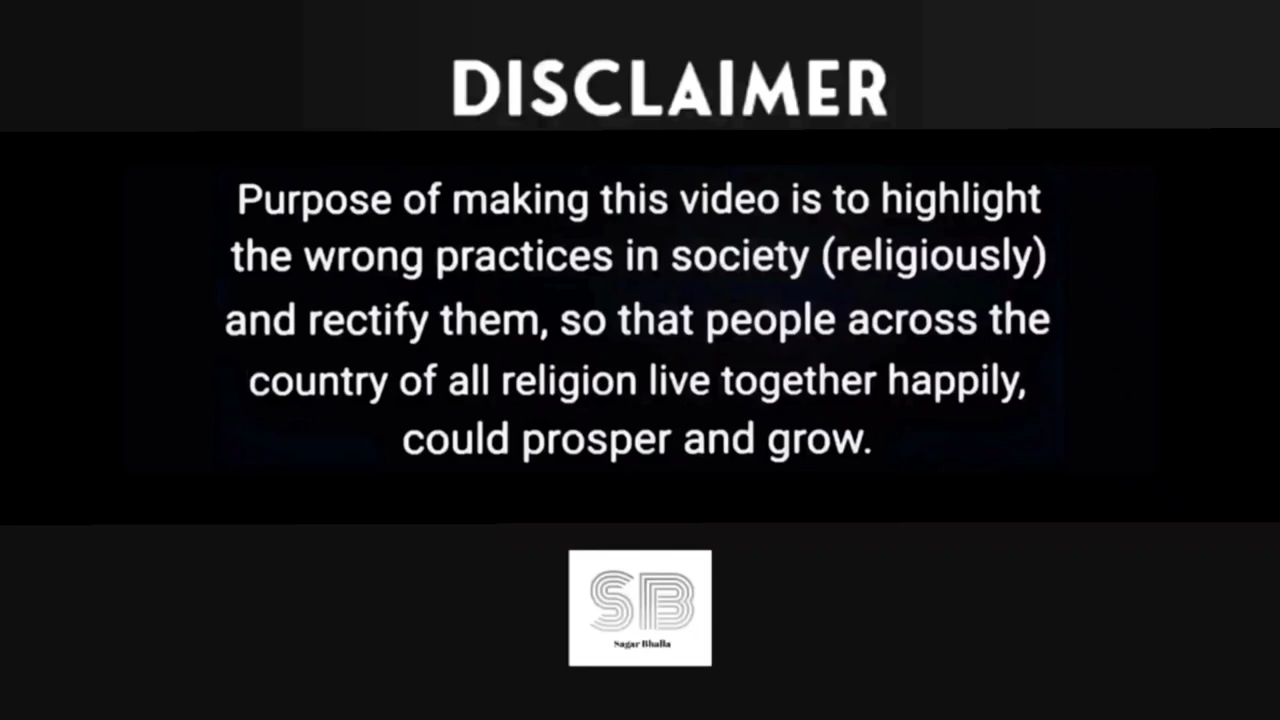 DISCLAIMER
Purpose of making this video is to highlight
the wrong practices in society (religiously)
and rectify them, so that people across the
country of all religion live together happily,
could prosper and grow.
SB
Sagar Bhalla